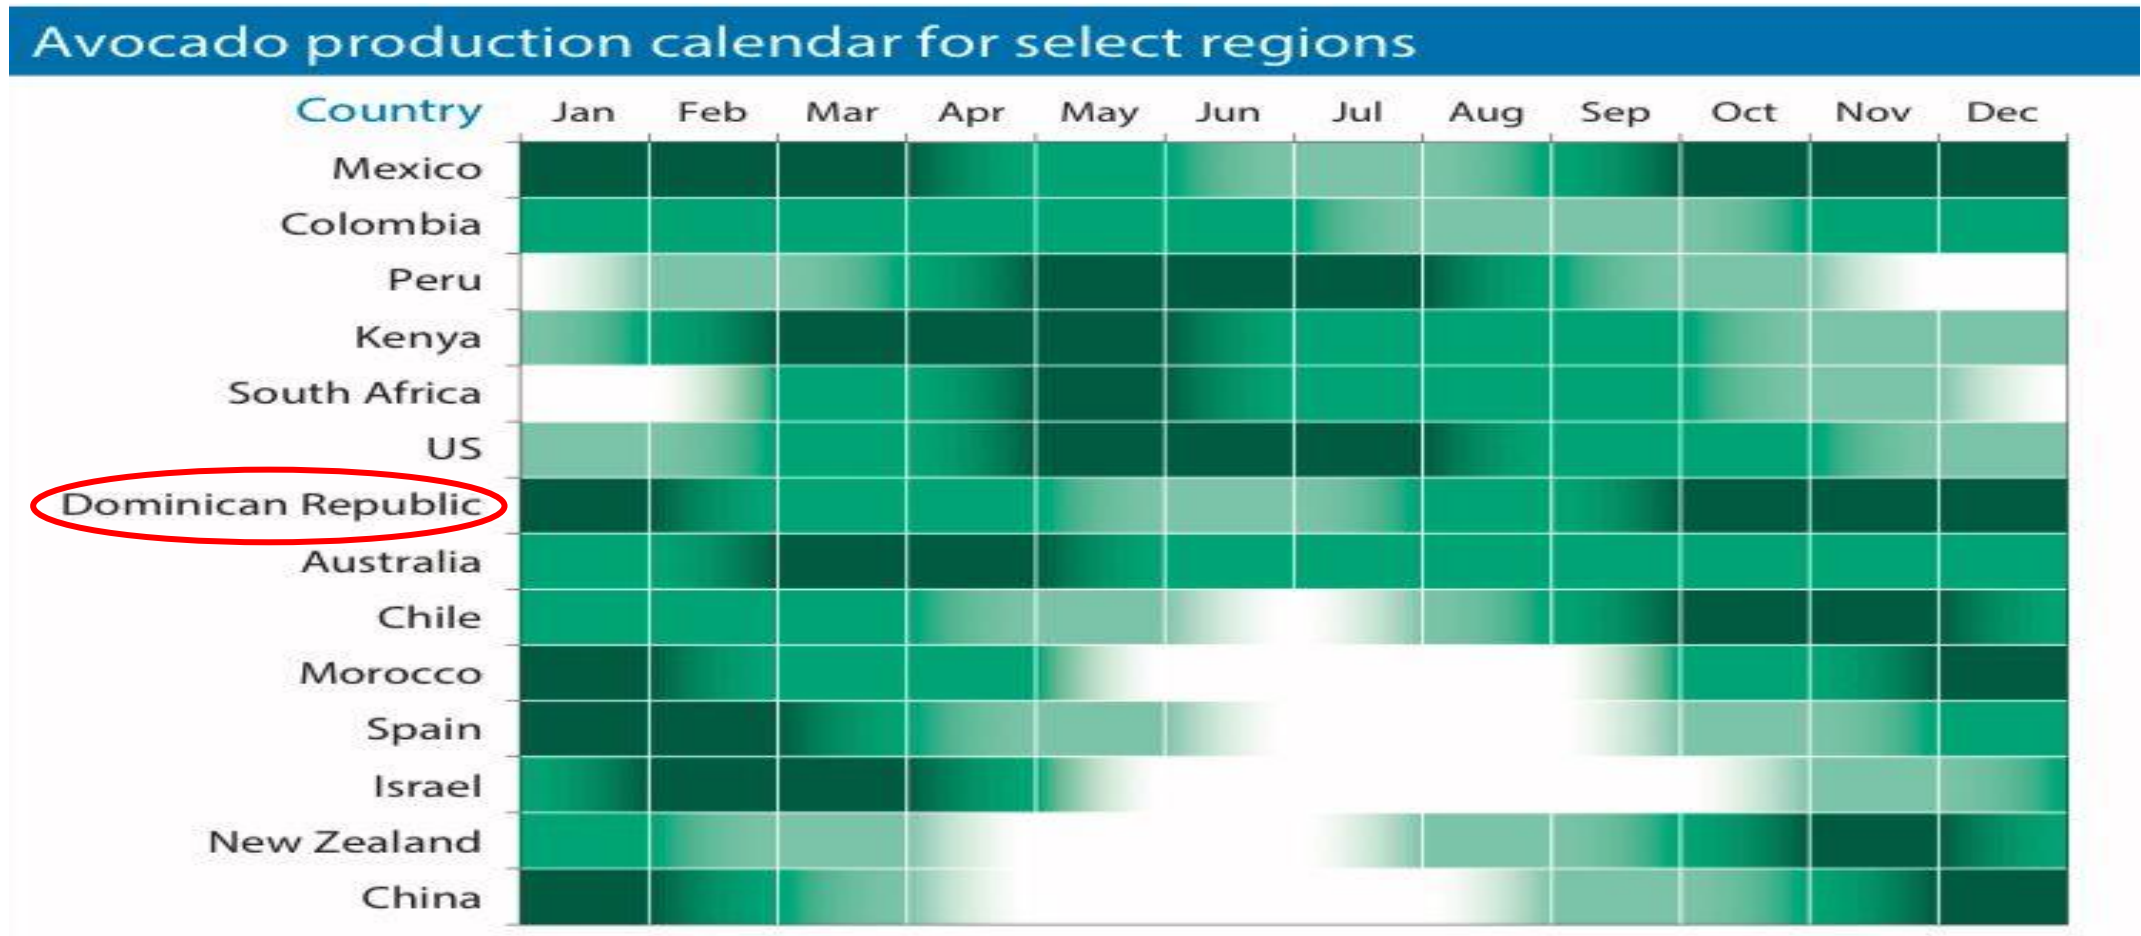 Avocado production calendar for select regions
Country Jan Feb Mar Apr May Jun Jul Aug Sep Oct Nov Dec
Mexico
Colombia
Peru
Kenya
South Africa
US
Dominican Republic
Australia
Chile
Morocco
Spain
Israel
New Zealand
China